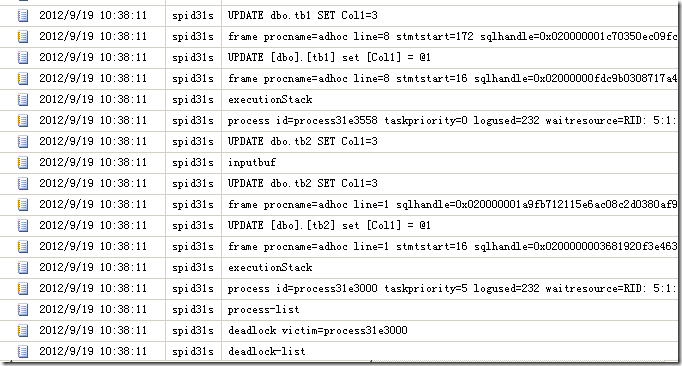 2012/9/19 10:38:11 spid31s UPDATE dbo.tb1 SET Col1=3
2012/9/19 10:38:11 spid31s frame procname=adhoc line=8 stmtstart=172 sqlhandle=0x020000001c70350ec09fc
2012/9/19 10:38:11 spid31s UPDATE [dbo].[tb1] set [Col1] = @1
2012/9/19 10:38:11 spid31s frame procname=adhoc line=8 stmtstart=16 sqlhandle=0x02000000fdc9b0308717a4
2012/9/19 10:38:11 spid31s executionStack
2012/9/19 10:38:11 spid31s process id=process31e3558 taskpriority=0 logused=232 waitresource=RID: 5:1:
2012/9/19 10:38:11 spid31s UPDATE dbo.tb2 SET Col1=3
2012/9/19 10:38:11 spid31s inputbuf
2012/9/19 10:38:11 spid31s UPDATE dbo.tb2 SET Col1=3
2012/9/19 10:38:11 spid31s frame procname=adhoc line=1 sqlhandle=0x020000001a9fb712115e6ac08c2d0380af9
2012/9/19 10:38:11 spid31s UPDATE [dbo].[tb2] set [Col1] = @1
2012/9/19 10:38:11 spid31s frame procname=adhoc line=1 stmtstart=16 sqlhandle=0x0200000003681920f3e463
2012/9/19 10:38:11 spid31s executionStack
2012/9/19 10:38:11 spid31s process id=process31e3000 taskpriority=5 logused=232 waitresource=RID: 5:1:
2012/9/19 10:38:11 spid31s process-list
2012/9/19 10:38:11 spid31s deadlock victim=process31e3000
2012/9/19 10:38:11 spid31s deadlock-list